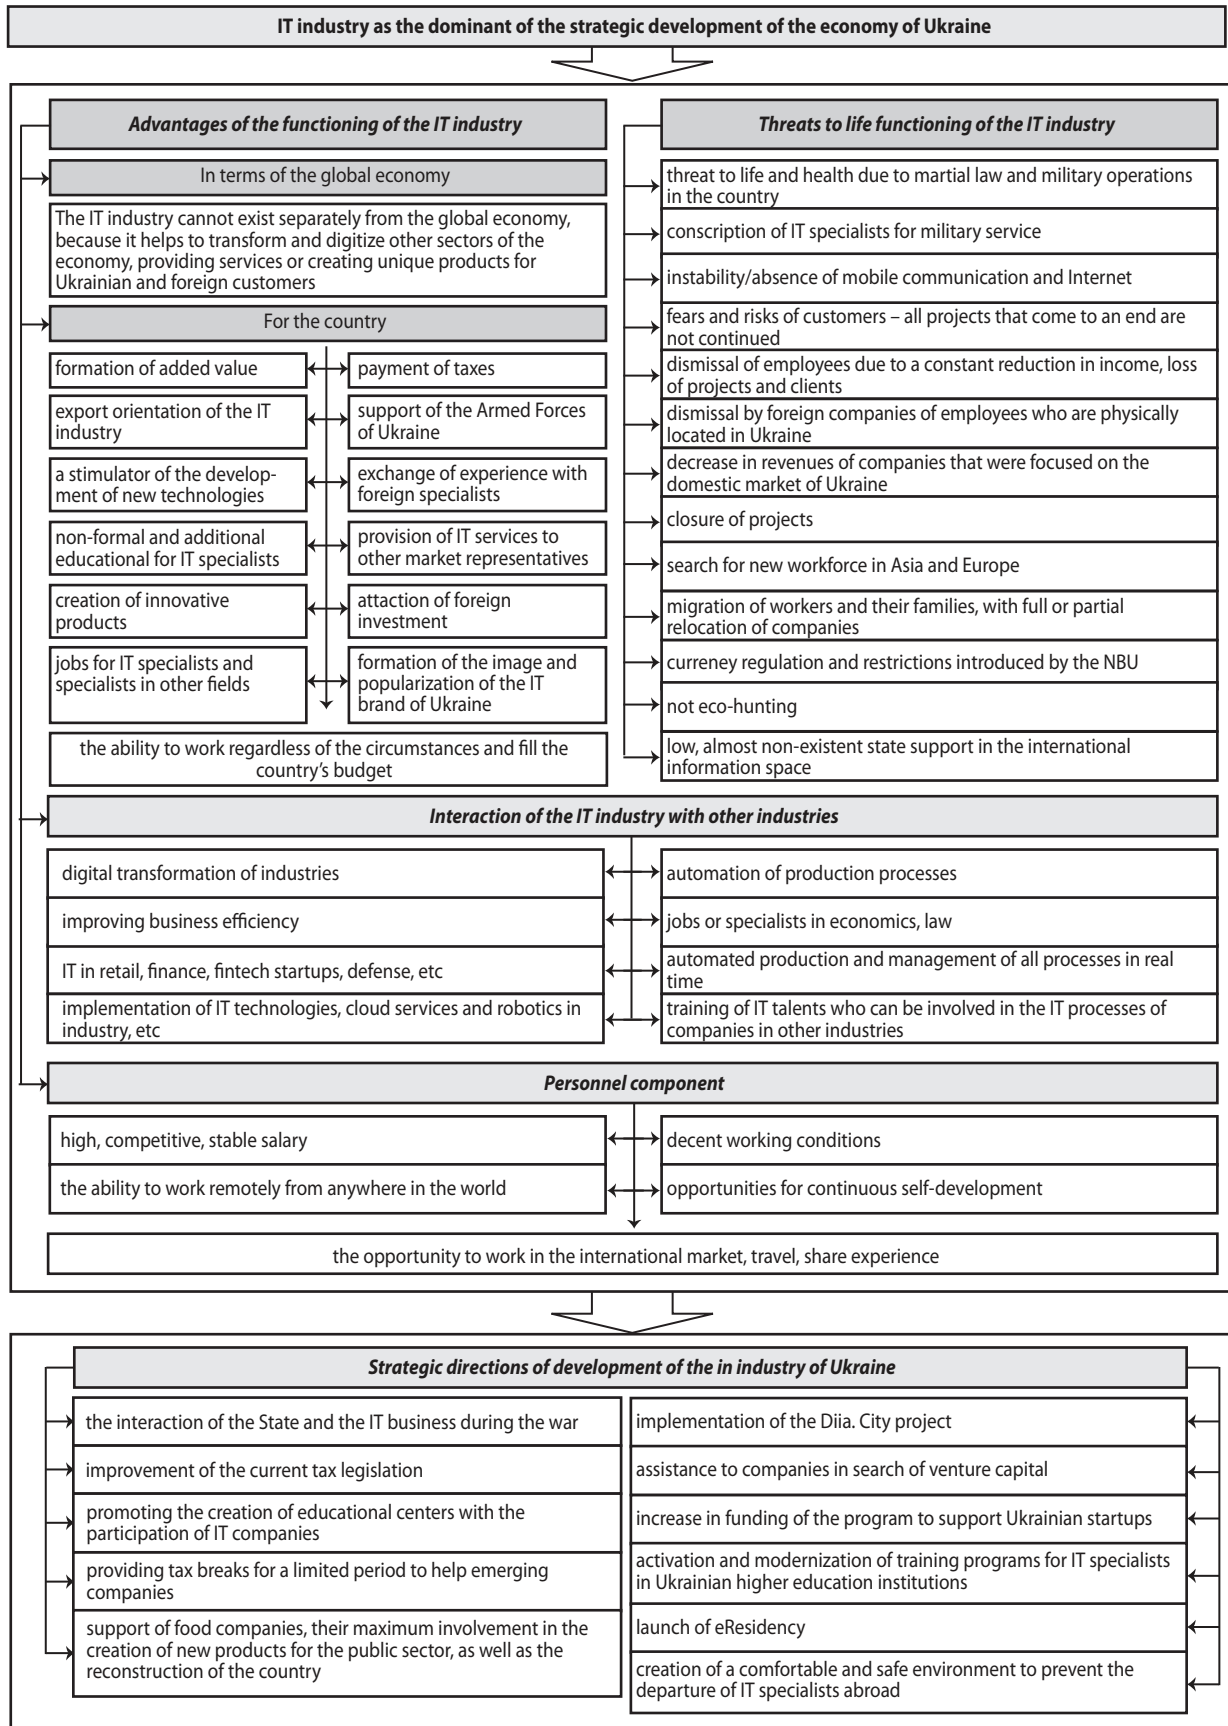 IT industry as the dominant of the strategic development of the economy of Ukraine
Advantages of the functioning of the IT industry
In terms of the global economy
The IT industry cannot exist separately from the global economy,
because it helps to transform and digitize other sectors of the
economy, providing services or creating unique products for
Ukrainian and foreign customers
For the country
formation of added value
payment of taxes
export orientation of the IT
industry
support of the Armed Forces
of Ukraine
a stimulator of the develop-
ment of new technologies
exchange of experience with
foreign specialists
non-formal and additional
educational for IT specialists
provision of IT services to
other market representatives
creation of innovative
products
attaction of foreign
investment
jobs for IT specialists and
specialists in other fields
formation of the image and
popularization of the IT
brand of Ukraine
the ability to work regardless of the circumstances and fill the
country's budget
Threats to life functioning of the IT industry
threat to life and health due to martial law and military operations
in the country
conscription of IT specialists for military service
instability/absence of mobile communication and Internet
fears and risks of customers – all projects that come to an end are
not continued
dismissal of employees due to a constant reduction in income, loss
of projects and clients
dismissal by foreign companies of employees who are physically
located in Ukraine
decrease in revenues of companies that were focused on the
domestic market of Ukraine
closure of projects
search for new workforce in Asia and Europe
migration of workers and their families, with full or partial
relocation of companies
curreney regulation and restrictions introduced by the NBU
not eco-hunting
low, almost non-existent state support in the international
information space
Interaction of the IT industry with other industries
digital transformation of industries
automation of production processes
improving business efficiency
jobs or specialists in economics, law
IT in retail, finance, fintech startups, defense, etc
automated production and management of all processes in real
time
implementation of IT technologies, cloud services and robotics in
industry, etc
training of IT talents who can be involved in the IT processes of
companies in other industries
Personnel component
high, competitive, stable salary
decent working conditions
the ability to work remotely from anywhere in the world
opportunities for continuous self-development
the opportunity to work in the international market, travel, share experience
Strategic directions of development of the in industry of Ukraine
the interaction of the State and the IT business during the war
improvement of the current tax legislation
promoting the creation of educational centers with the
participation of IT companies
providing tax breaks for a limited period to help emerging
companies
support of food companies, their maximum involvement in the
creation of new products for the public sector, as well as the
reconstruction of the country
implementation of the Diia. City project
assistance to companies in search of venture capital
increase in funding of the program to support Ukrainian startups
activation and modernization of training programs for IT specialists
in Ukrainian higher education institutions
launch of eResidency
creation of a comfortable and safe environment to prevent the
departure of IT specialists abroad